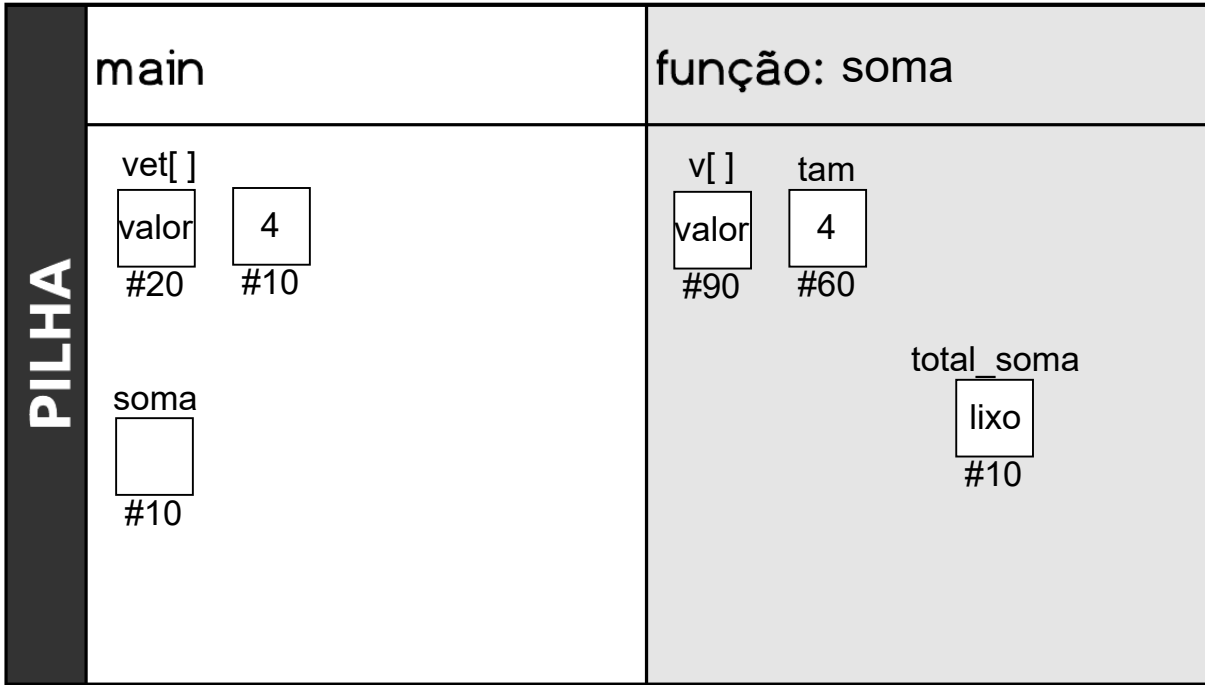 PILHA
main
função: soma
vet[ ]
valor
4
#20
#10
soma
#10
v[ ]
tam
valor
4
#90
#60
total_soma
lixo
#10